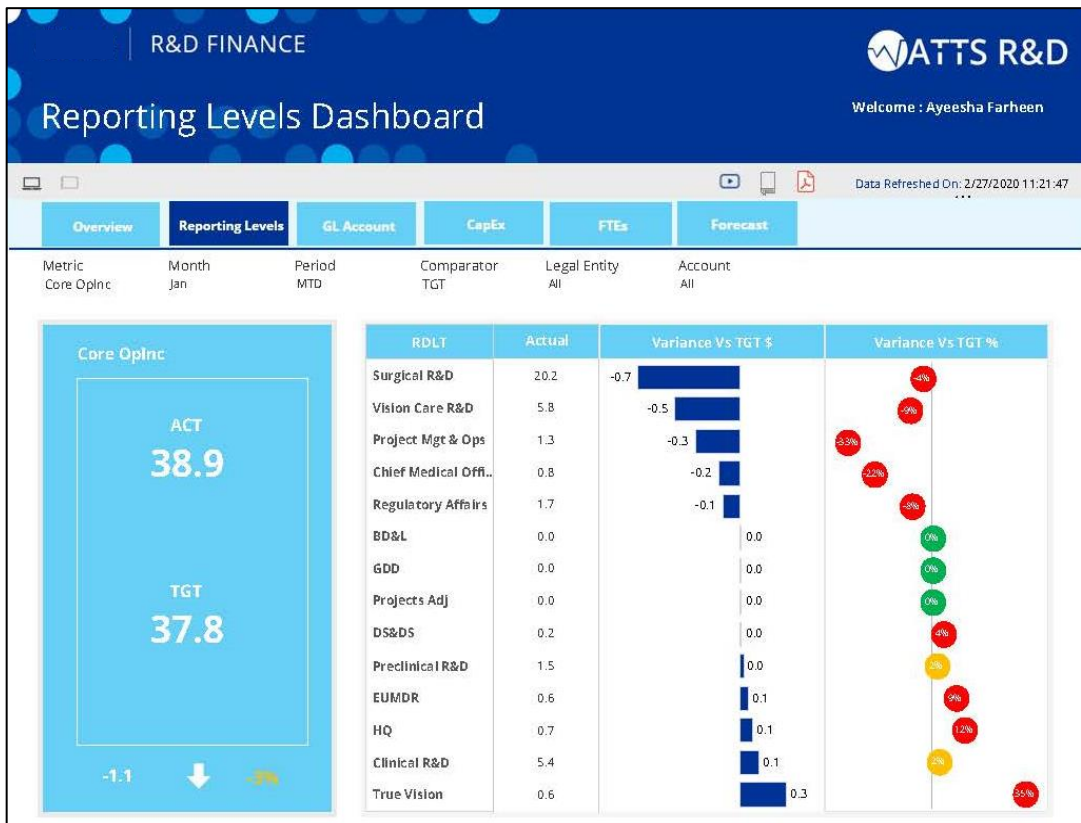 R&D FINANCE
WATTS R&D
Reporting Levels Dashboard
Welcome : Ayeesha Farheen
Data Refreshed On: 2/27/2020 11:21:47
Overview Reporting Levels GL Account CapEx FTEs Forecast
Metric Month Period Comparator Legal Entity Account
Core OpInc Jan MTD TGT All All
Core OpInc
ACT
38.9
TGT
37.8
-1.1 -3%
RDLT Actual Variance Vs TGT $ Variance Vs TGT %
Surgical R&D 20.2 -0.7 -4%
Vision Care R&D 5.8 -0.5 -9%
Project Mgt & Ops 1.3 -0.3 -33%
Chief Medical Offi.. 0.8 -0.2 -22%
Regulatory Affairs 1.7 -0.1 -8%
BD&L 0.0 0.0 0%
GDD 0.0 0.0 0%
Projects Adj 0.0 0.0 0%
DS&DS 0.2 0.0 4%
Preclinical R&D 1.5 0.0 2%
EUMDR 0.6 0.1 9%
HQ 0.7 0.1 12%
Clinical R&D 5.4 0.1 2%
True Vision 0.6 0.3 35%